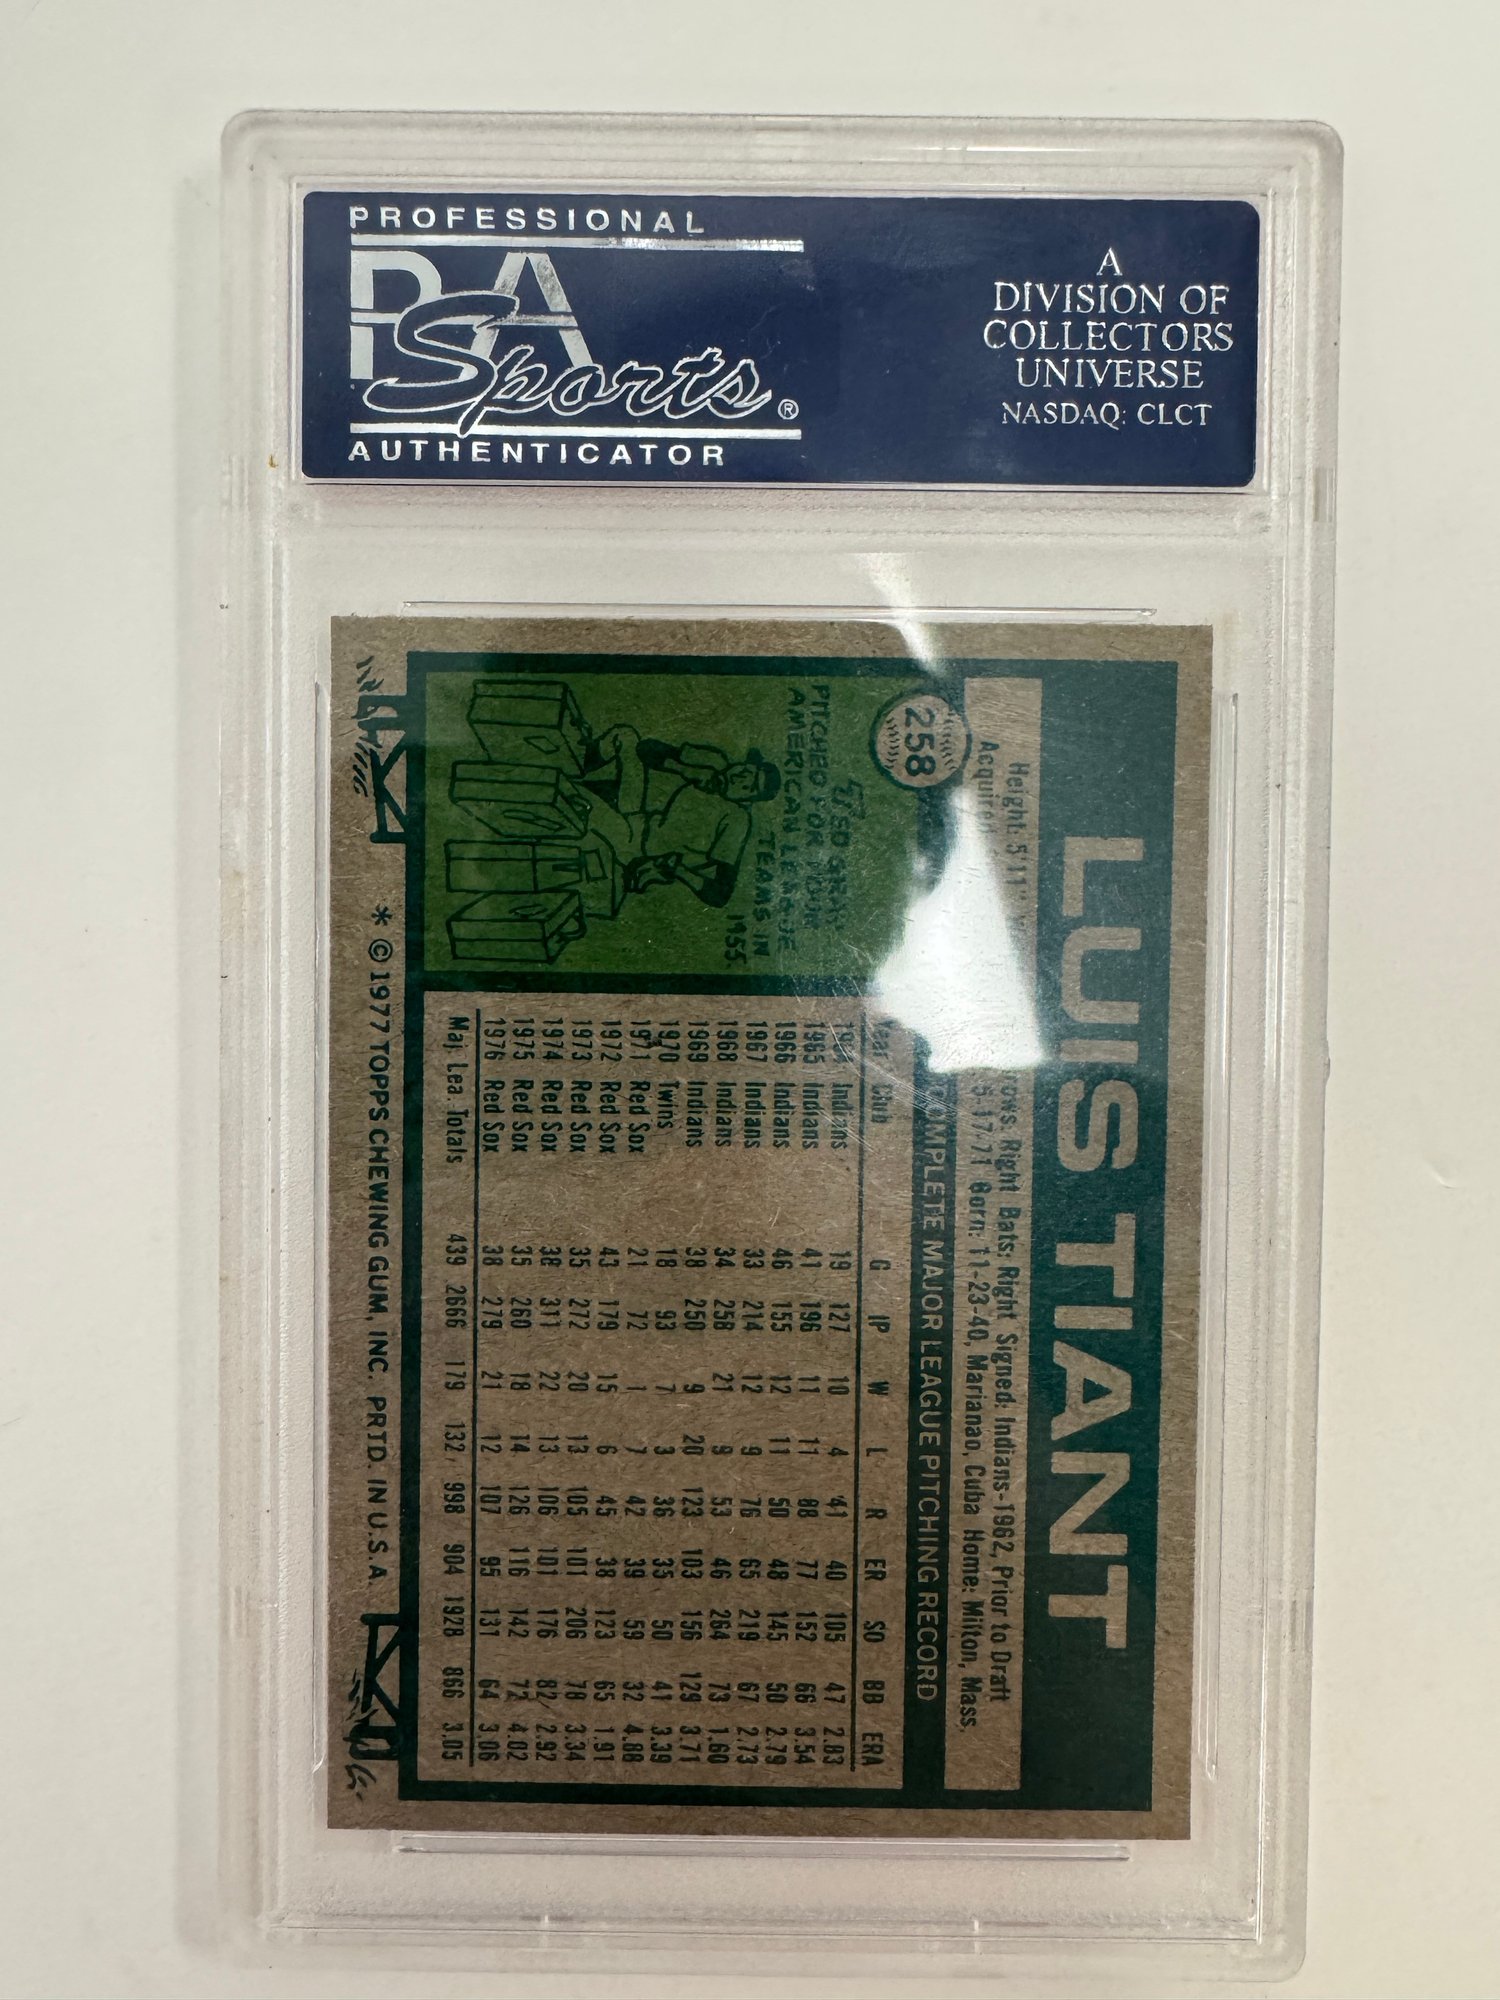 PROFESSIONAL
PSA
Sports®
AUTHENTICATOR
A
DIVISION OF
COLLECTORS
UNIVERSE
NASDAQ: CLCT
LUIS TIANT
Height: 5'11" Right Bats: Right Signed: Indians-1962, Prior to Draft
Acquired 5-17-71 Born: 11-23-40, Marianao, Cuba Home: Milton, Mass.
258
COMPLETE MAJOR LEAGUE PITCHING RECORD
PITCHED FOR FOUR
AMERICAN LEAGUE
TEAMS IN
1955.
Year Club G IP W L R ER SO BB ERA
1964 Indians 19 127 10 4 41 40 105 47 2.83
1965 Indians 41 196 11 11 88 77 152 66 3.54
1966 Indians 46 155 12 11 50 48 145 50 2.79
1967 Indians 33 214 12 9 76 65 219 67 2.73
1968 Indians 34 258 21 9 53 46 264 73 1.60
1969 Indians 38 250 9 20 123 103 156 129 3.71
1970 Twins 18 93 7 3 36 35 50 41 3.39
1971 Red Sox 21 72 1 7 42 39 59 32 4.88
1972 Red Sox 43 179 15 6 45 38 123 65 1.91
1973 Red Sox 35 272 20 13 105 101 206 78 3.34
1974 Red Sox 38 311 22 13 106 101 176 82 2.92
1975 Red Sox 35 260 18 14 126 116 142 72 4.02
1976 Red Sox 38 279 21 12 107 95 131 64 3.06
Maj. Lea. Totals 439 2666 179 132 998 904 1928 866 3.05
* © 1977 TOPPS CHEWING GUM, INC. PRTD. IN U.S.A.